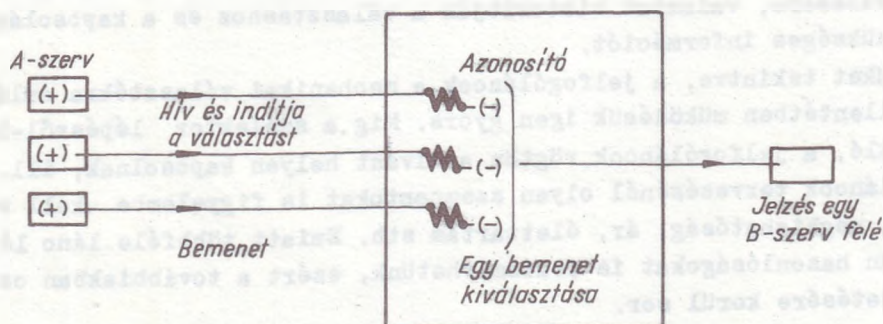 A-szerv
(+)
(+)
(+)
Hív és indítja
a választást
Bemenet
Azonosító
(-)
(-)
(-)
Egy bemenet
kiválasztása
Jelzés egy
B-szerv felé